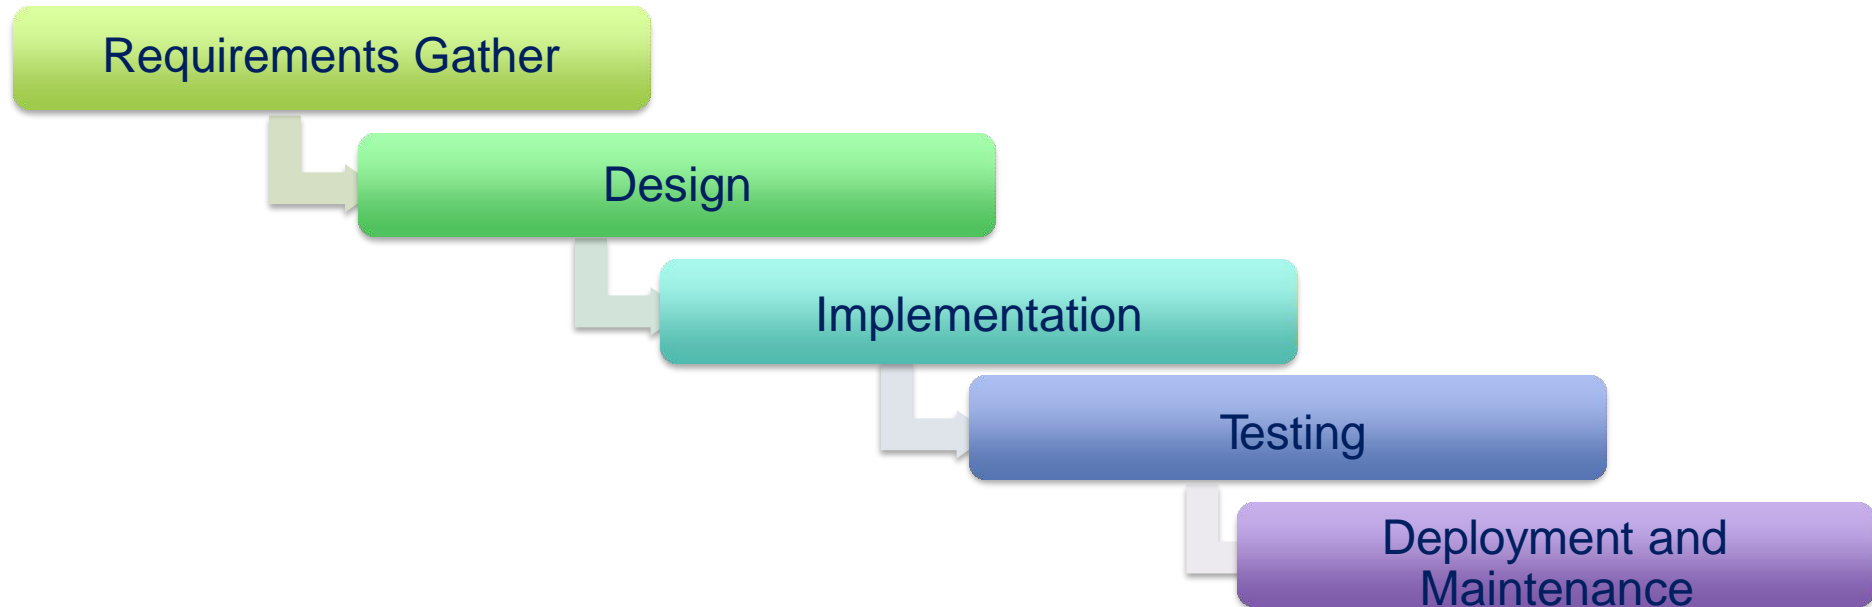 Requirements Gather
Design
Implementation
Testing
Deployment and
Maintenance